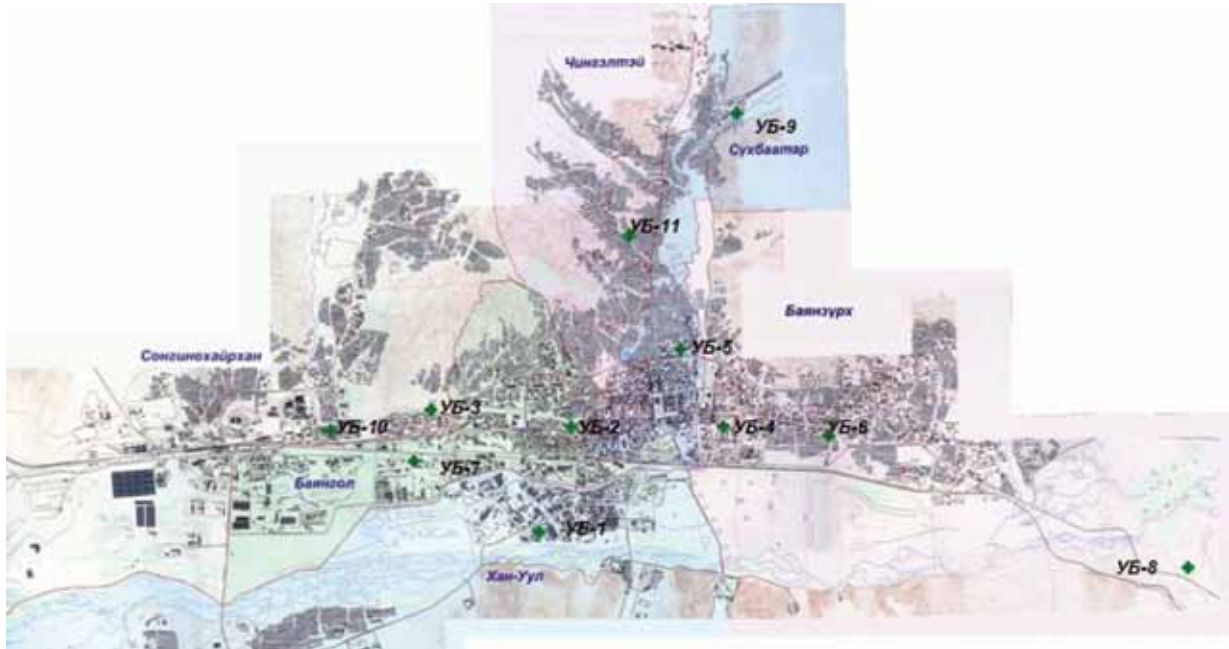 Чингэлтэй
УБ-9
Сүхбаатар
УБ-11
Баянзүрх
УБ-5
Сонгинохайрхан
УБ-3
УБ-10
УБ-2
УБ-4
УБ-6
УБ-7
Баянгол
УБ-1
УБ-8
Хан-Уул